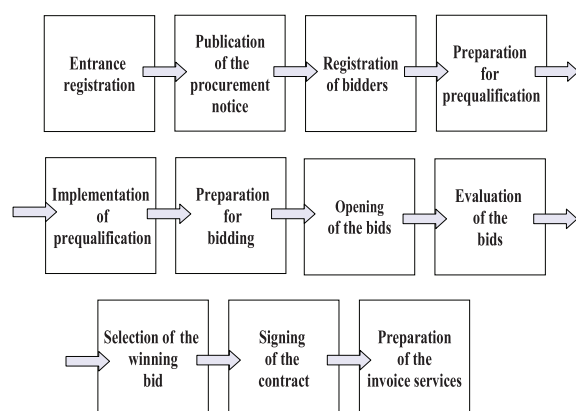 Entrance
registration
Publication
of the
procurement
notice
Registration
of bidders
Preparation
for
prequalification
Implementation
of
prequalification
Preparation
for
bidding
Opening
of the bids
Evaluation
of the
bids
Selection of the
winning
bid
Signing
of the
contract
Preparation
of the
invoice services